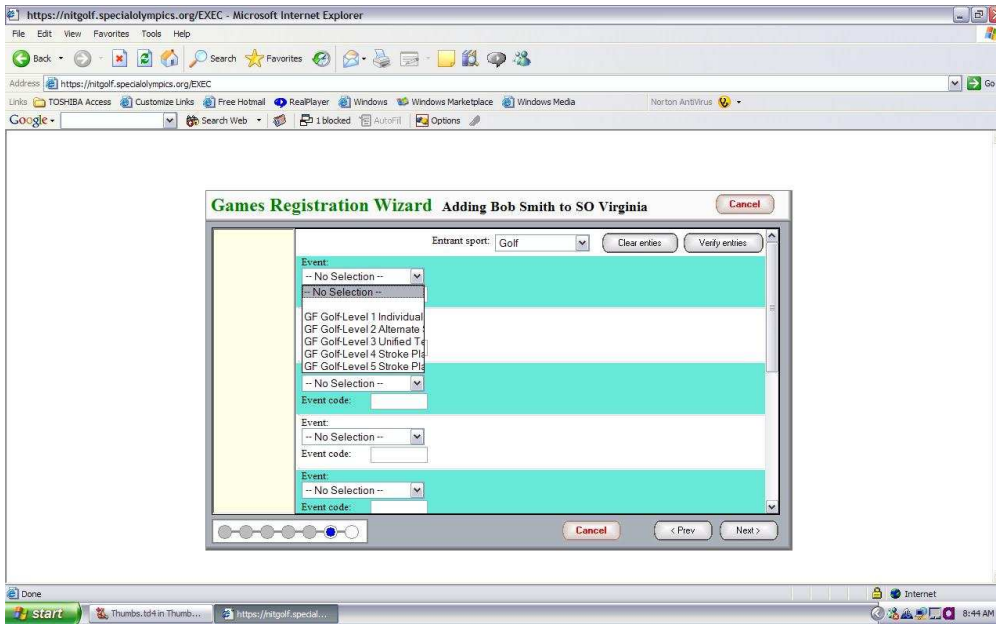 https://nitgolf.specialolympics.org/EXEC - Microsoft Internet Explorer
File Edit View Favorites Tools Help
Back Search Favorites
Address https://nitgolf.specialolympics.org/EXEC Go
Links TOSHIBA Access Customize Links Free Hotmail RealPlayer Windows Windows Marketplace Windows Media Norton AntiVirus
Google Search Web 1 blocked AutoFill Options
Games Registration Wizard Adding Bob Smith to SO Virginia Cancel
Entrant sport: Golf Clear enties Verify entries
Event:
-- No Selection --
-- No Selection --
GF Golf-Level 1 Individual
GF Golf-Level 2 Alternate
GF Golf-Level 3 Unified Te
GF Golf-Level 4 Stroke Pla
GF Golf-Level 5 Stroke Pla
-- No Selection --
Event code:
Event:
-- No Selection --
Event code:
Event:
-- No Selection --
Event code:
Cancel < Prev Next >
Done Internet
start Thumbs.td4 in Thumb... https://nitgolf.special... 8:44 AM